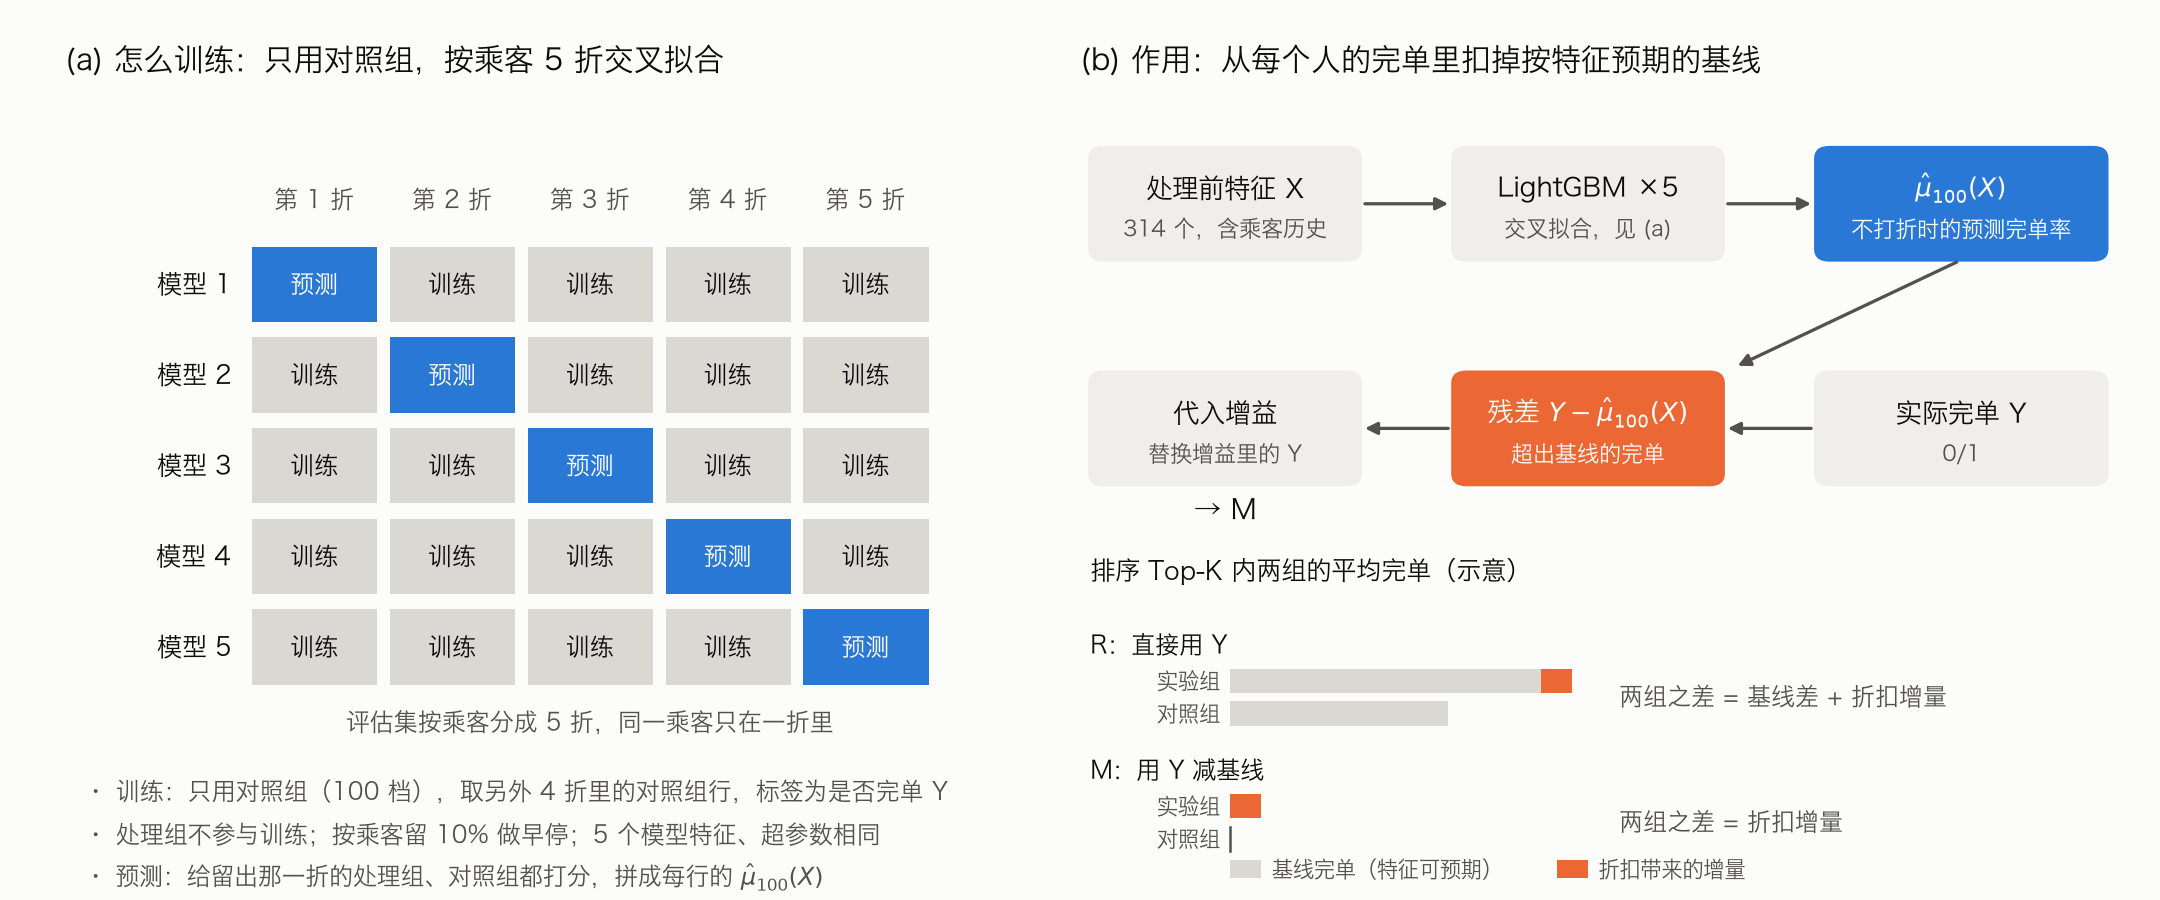 (a) 怎么训练：只用对照组，按乘客 5 折交叉拟合
第 1 折 第 2 折 第 3 折 第 4 折 第 5 折
模型 1 预测 训练 训练 训练 训练
模型 2 训练 预测 训练 训练 训练
模型 3 训练 训练 预测 训练 训练
模型 4 训练 训练 训练 预测 训练
模型 5 训练 训练 训练 训练 预测
评估集按乘客分成 5 折，同一乘客只在一折里
· 训练：只用对照组（100 档），取另外 4 折里的对照组行，标签为是否完单 Y
· 处理组不参与训练；按乘客留 10% 做早停；5 个模型特征、超参数相同
· 预测：给留出那一折的处理组、对照组都打分，拼成每行的 μ̂₁₀₀(X)
(b) 作用：从每个人的完单里扣掉按特征预期的基线
处理前特征 X
314 个，含乘客历史
LightGBM ×5
交叉拟合，见 (a)
μ̂₁₀₀(X)
不打折时的预测完单率
代入增益
替换增益里的 Y
残差 Y − μ̂₁₀₀(X)
超出基线的完单
实际完单 Y
0/1
→ M
排序 Top-K 内两组的平均完单（示意）
R：直接用 Y
实验组
对照组
两组之差 = 基线差 + 折扣增量
M：用 Y 减基线
实验组
对照组
两组之差 = 折扣增量
基线完单（特征可预期） 折扣带来的增量